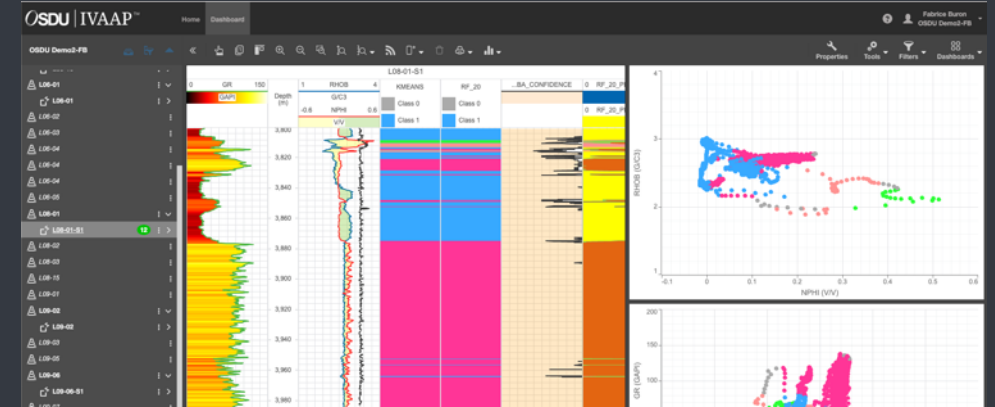 OSDU | IVAAP™
Home
Dashboard
Fabrice Buron
OSDU Demo2-FB
OSDU Demo2-FB
Properties
Tools
Filters
Dashboards
L06-01
L06-01
L06-02
L06-03
L06-04
L06-04
L06-04
L06-05
L08-01
L08-01-S1
12
L08-02
L08-03
L08-15
L09-01
L09-02
L09-02
L09-03
L09-05
L09-06
L09-06-S1
L08-01-S1
0 GR 150
GAPI
Depth
(m)
1 RHOB 4
G/C3
-0.6 NPHI 0.6
V/V
KMEANS
Class 0
Class 1
RF_20
Class 0
Class 1
...BA_CONFIDENCE
0 RF_20_P
0 RF_20_P
3,800
3,820
3,840
3,860
3,880
3,900
3,920
3,940
3,960
3,980
RHOB (G/C3)
4
3
2
1
-0.1 0 0.1 0.2 0.3 0.4 0.5 0.6
NPHI (V/V)
GR (GAPI)
200
150
100